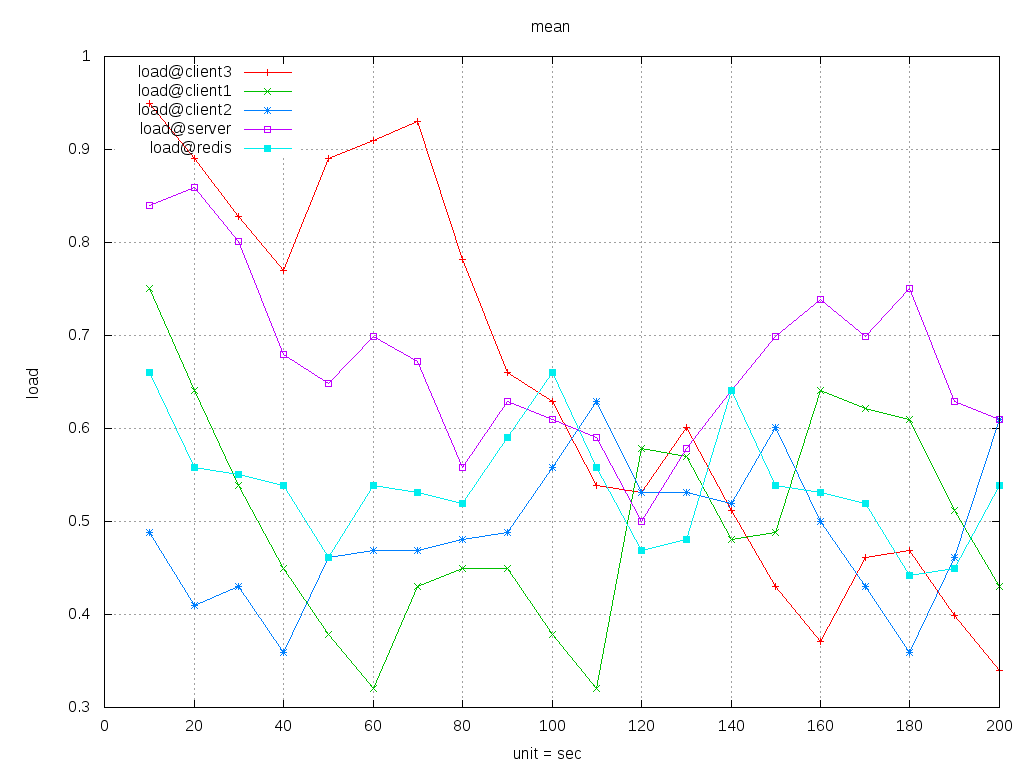 mean
load@client3
load@client1
load@client2
load@server
load@redis
1
0.9
0.8
0.7
0.6
0.5
0.4
0.3
load
0 20 40 60 80 100 120 140 160 180 200
unit = sec